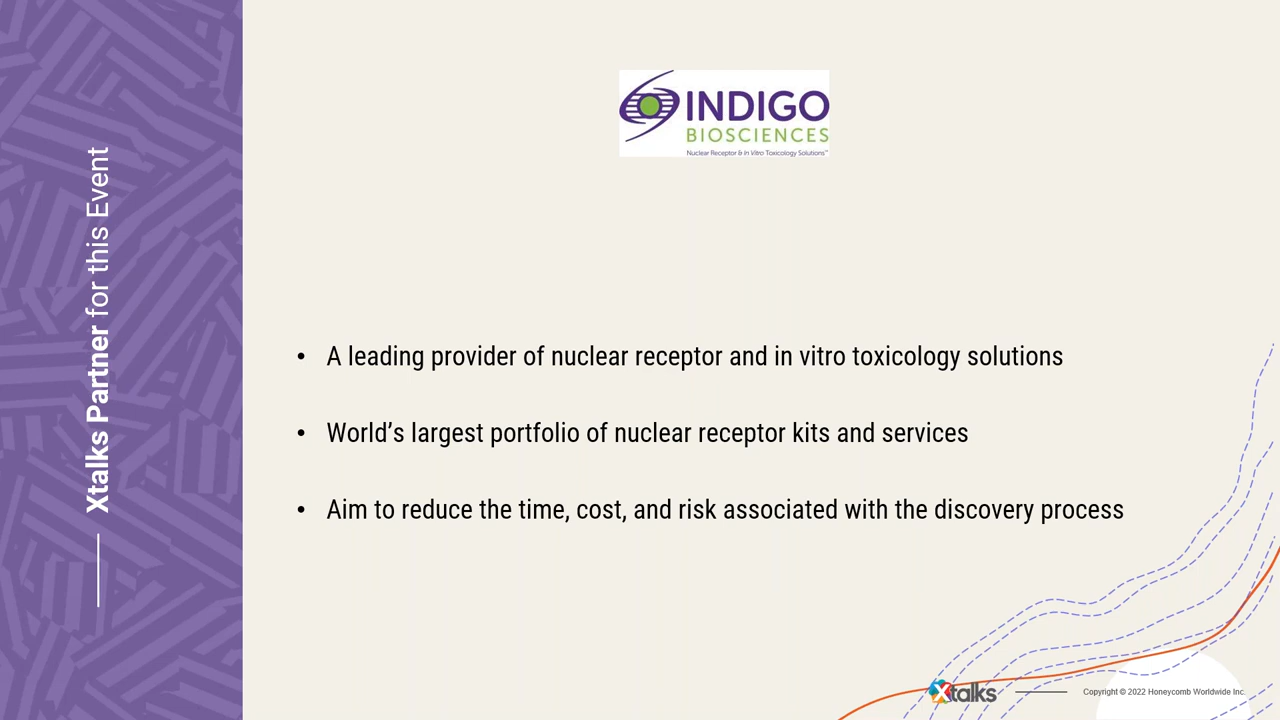 Xtalks Partner for this Event
INDIGO
BIOSCIENCES
Nuclear Receptor & In Vitro Toxicology Solutions™
• A leading provider of nuclear receptor and in vitro toxicology solutions
• World’s largest portfolio of nuclear receptor kits and services
• Aim to reduce the time, cost, and risk associated with the discovery process
Xtalks
Copyright © 2022 Honeycomb Worldwide Inc.